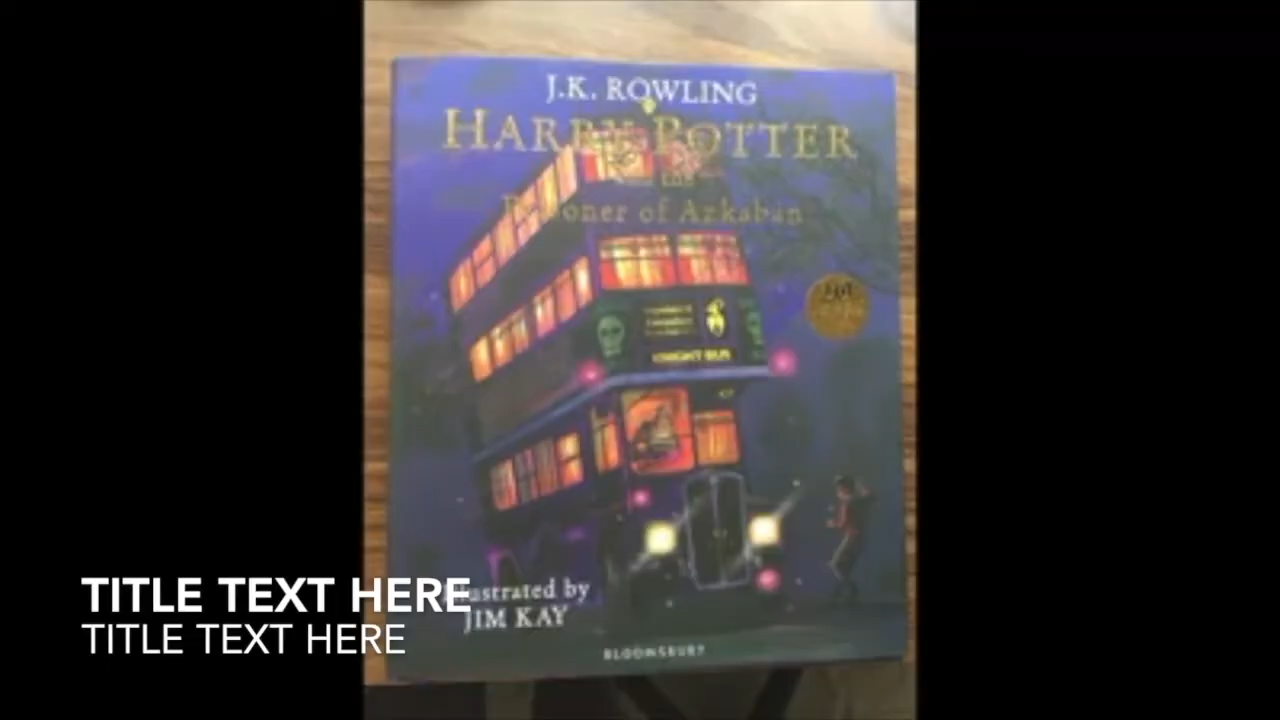 J.K. ROWLING
HARRY POTTER
the
Prisoner of Azkaban
KNIGHT BUS
TITLE TEXT HERE
TITLE TEXT HERE
Illustrated by
JIM KAY
BLOOMSBURY